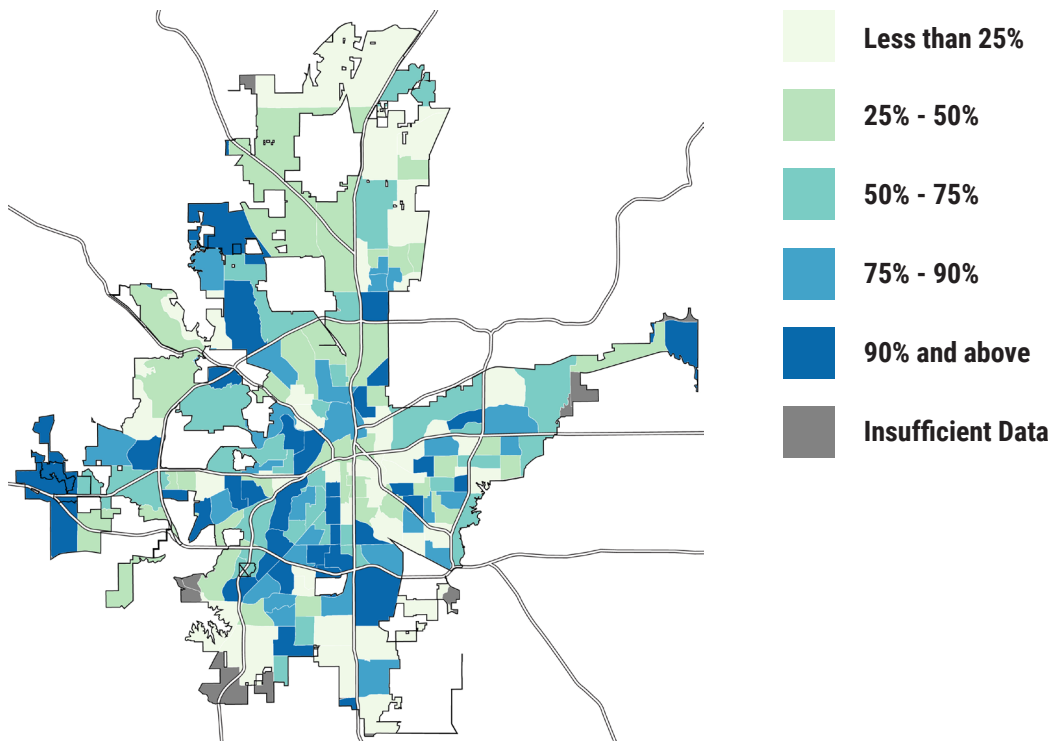 Less than 25%
25% - 50%
50% - 75%
75% - 90%
90% and above
Insufficient Data